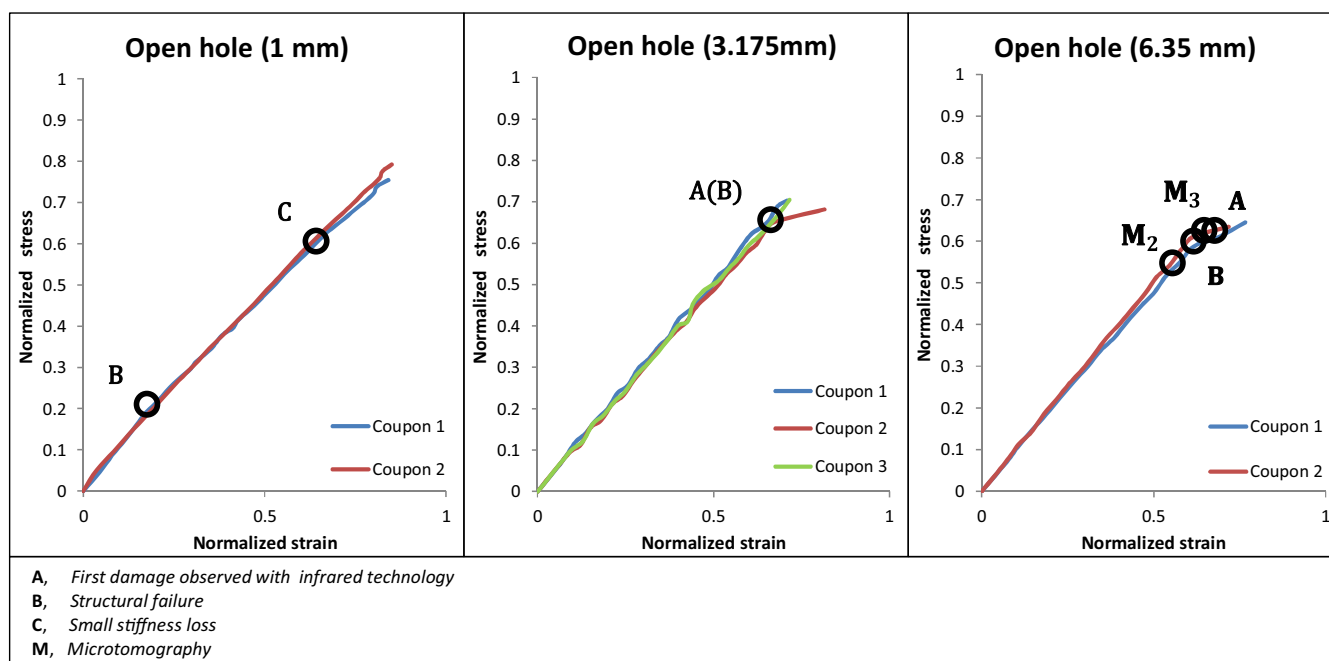 Open hole (1 mm)
1
0.9
0.8
0.7
0.6
0.5
0.4
0.3
0.2
0.1
0
Normalized stress
C
B
Coupon 1
Coupon 2
0 0.5 1
Normalized strain
Open hole (3.175mm)
1
0.9
0.8
0.7
0.6
0.5
0.4
0.3
0.2
0.1
0
Normalized stress
A(B)
Coupon 1
Coupon 2
Coupon 3
0 0.5 1
Normalized strain
Open hole (6.35 mm)
1
0.9
0.8
0.7
0.6
0.5
0.4
0.3
0.2
0.1
0
Normalized stress
M3
A
M2
B
Coupon 1
Coupon 2
0 0.5 1
Normalized strain
A, First damage observed with infrared technology
B, Structural failure
C, Small stiffness loss
M, Microtomography